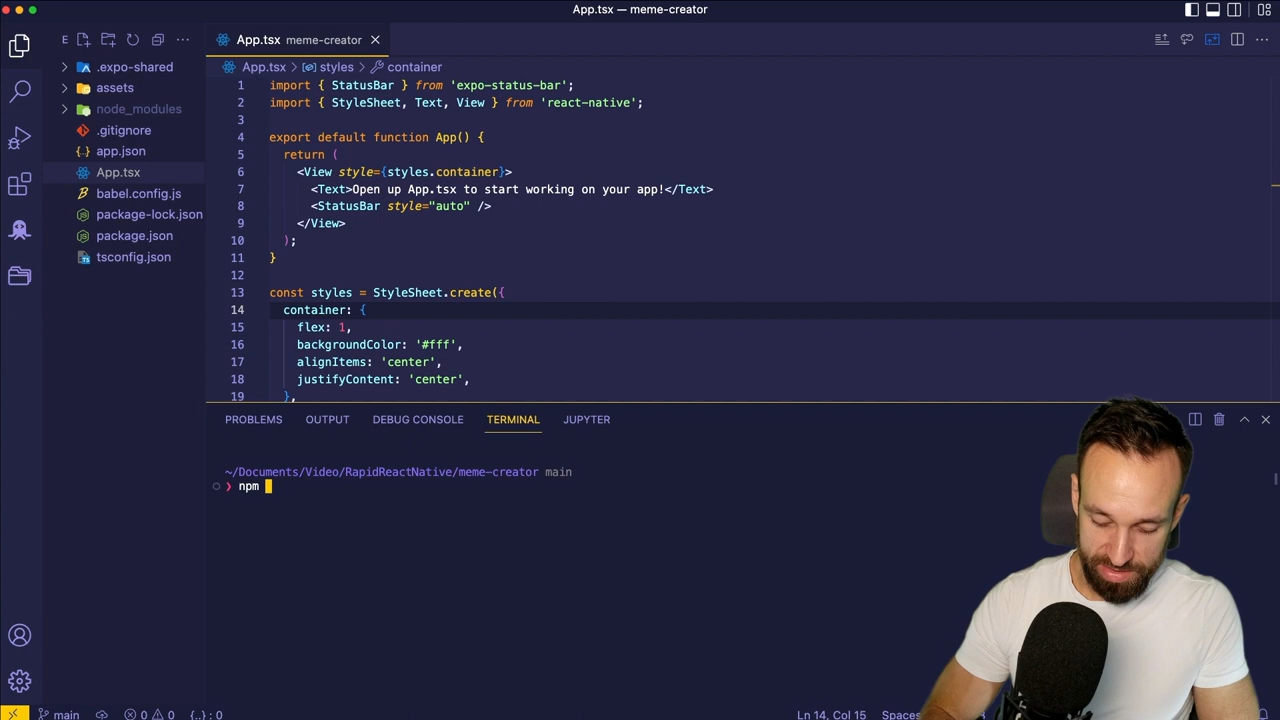 App.tsx — meme-creator
E
App.tsx meme-creator
.expo-shared
assets
node_modules
.gitignore
app.json
App.tsx
babel.config.js
package-lock.json
package.json
tsconfig.json
App.tsx > styles > container
1 import { StatusBar } from 'expo-status-bar';
2 import { StyleSheet, Text, View } from 'react-native';
3
4 export default function App() {
5 return (
6 <View style={styles.container}>
7 <Text>Open up App.tsx to start working on your app!</Text>
8 <StatusBar style="auto" />
9 </View>
10 );
11 }
12
13 const styles = StyleSheet.create({
14 container: {
15 flex: 1,
16 backgroundColor: '#fff',
17 alignItems: 'center',
18 justifyContent: 'center',
19 },
PROBLEMS OUTPUT DEBUG CONSOLE TERMINAL JUPYTER
~/Documents/Video/RapidReactNative/meme-creator main
❯ npm
main 0 0 {..} : 0 Ln 14, Col 15